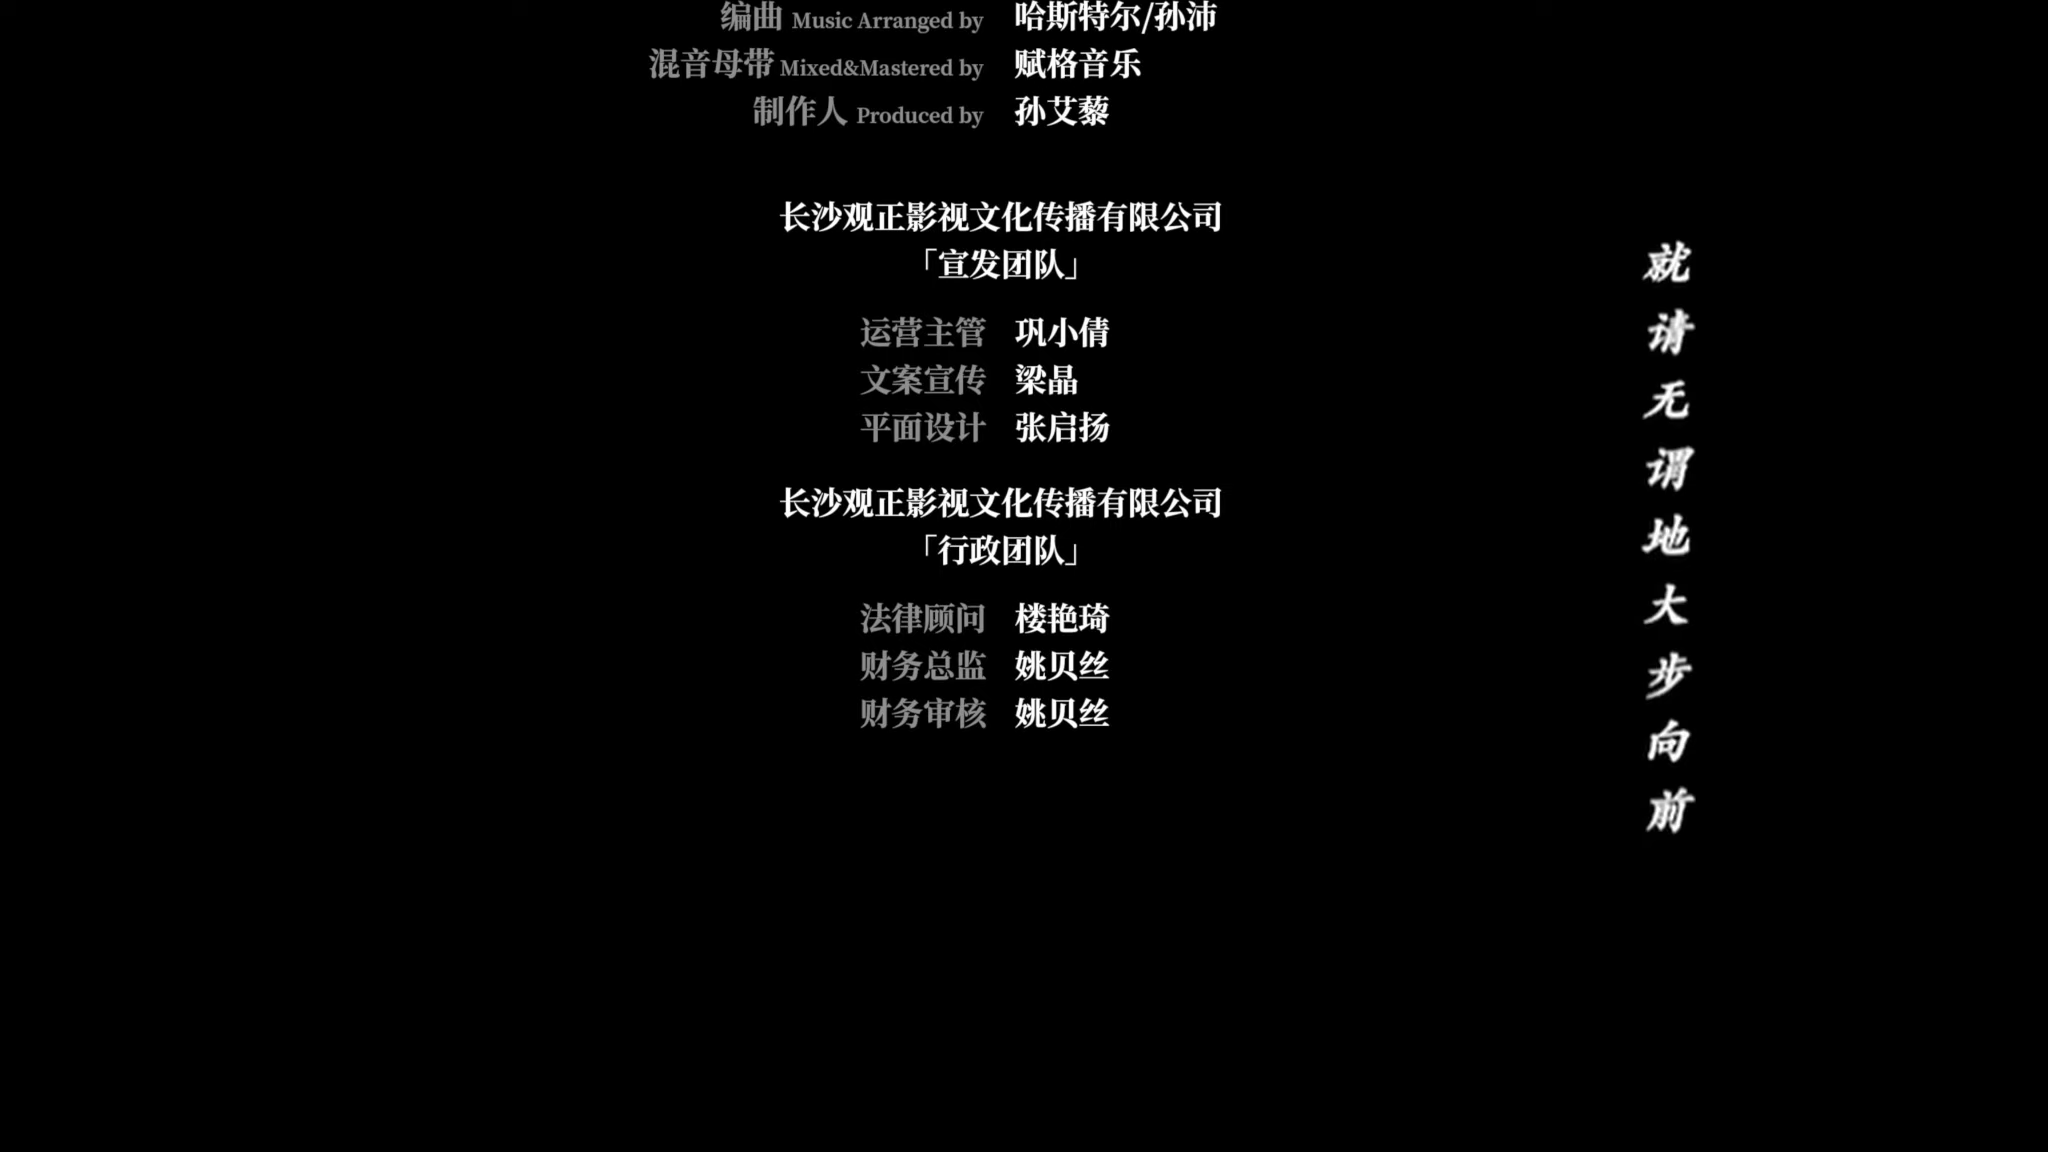 编曲 Music Arranged by 哈斯特尔/孙沛
混音母带 Mixed&Mastered by 赋格音乐
制作人 Produced by 孙艾藜
长沙观正影视文化传播有限公司
「宣发团队」
运营主管 巩小倩
文案宣传 梁晶
平面设计 张启扬
长沙观正影视文化传播有限公司
「行政团队」
法律顾问 楼艳琦
财务总监 姚贝丝
财务审核 姚贝丝
就请无谓地大步向前